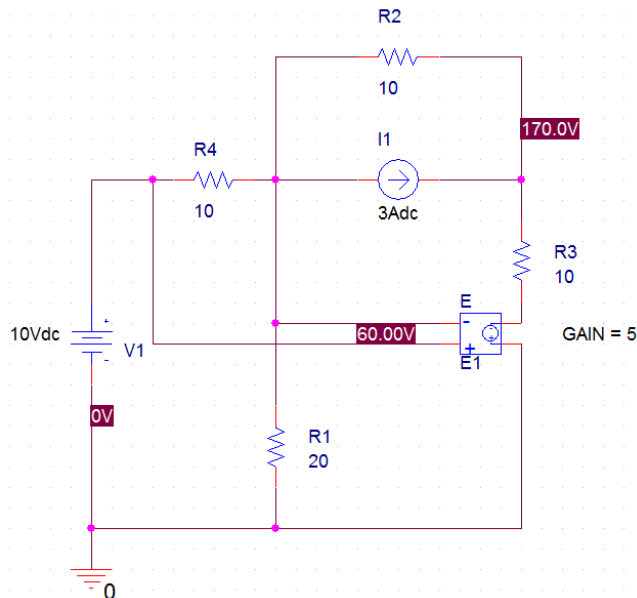 R2
10
170.0V
I1
R4
3Adc
10
R3
10
E
-
60.00V
GAIN = 5
+
E1
10Vdc
+
-
V1
0V
R1
20
0